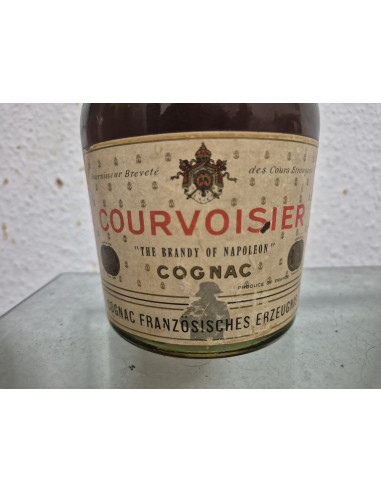 Fournisseur Breveté des Cours Etrangères
COURVOISIER
"THE BRANDY OF NAPOLEON"
COGNAC
PRODUCE OF FRANCE
COGNAC FRANZÖSISCHES ERZEUGNIS